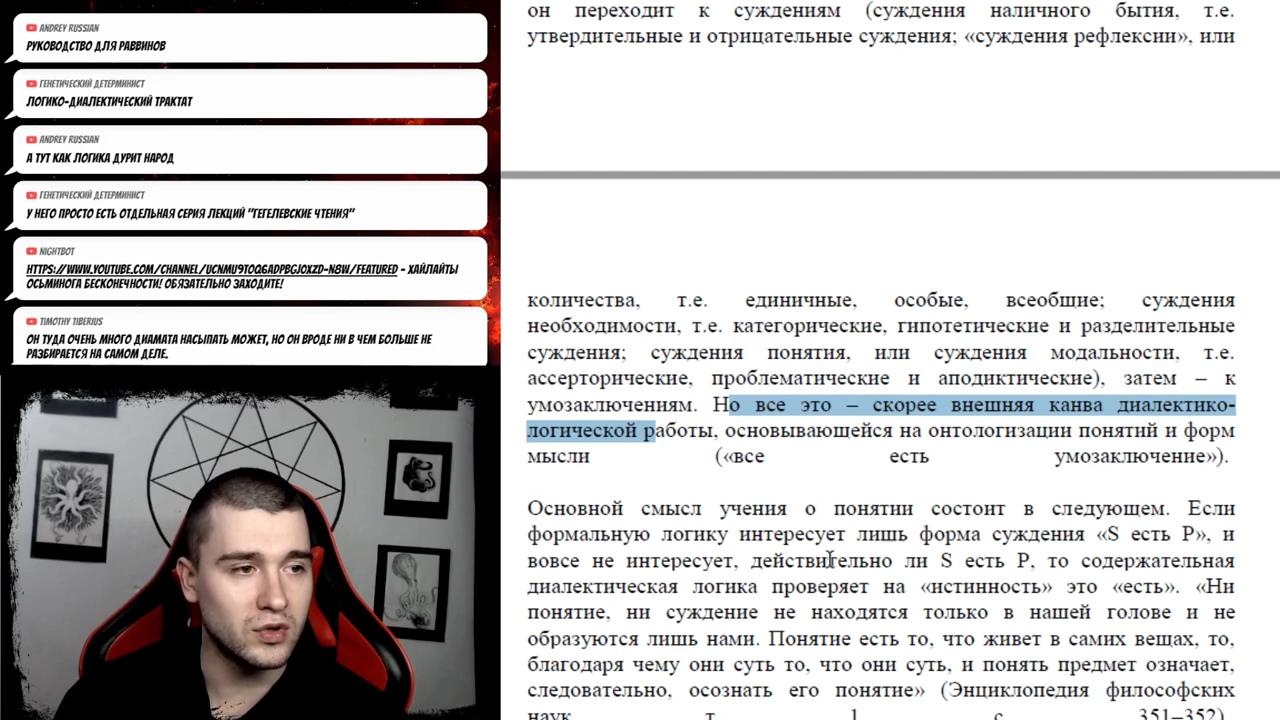 ANDREY RUSSIAN
РУКОВОДСТВО ДЛЯ РАВВИНОВ
ГЕНЕТИЧЕСКИЙ ДЕТЕРМИНИСТ
ЛОГИКО-ДИАЛЕКТИЧЕСКИЙ ТРАКТАТ
ANDREY RUSSIAN
А ТУТ КАК ЛОГИКА ДУРИТ НАРОД
ГЕНЕТИЧЕСКИЙ ДЕТЕРМИНИСТ
У НЕГО ПРОСТО ЕСТЬ ОТДЕЛЬНАЯ СЕРИЯ ЛЕКЦИЙ "ГЕГЕЛЕВСКИЕ ЧТЕНИЯ"
NIGHTBOT
- ХАЙЛАЙТЫ
ОСЬМИНОГА БЕСКОНЕЧНОСТИ! ОБЯЗАТЕЛЬНО ЗАХОДИТЕ!
TIMOTHY TIBERIUS
ОН ТУДА ОЧЕНЬ МНОГО ДИАМАТА НАСЫПАТЬ МОЖЕТ, НО ОН ВРОДЕ НИ В ЧЕМ БОЛЬШЕ НЕ
РАЗБИРАЕТСЯ НА САМОМ ДЕЛЕ.
он переходит к суждениям (суждения наличного бытия, т.е.
утвердительные и отрицательные суждения; «суждения рефлексии», или
количества, т.е. единичные, особые, всеобщие; суждения
необходимости, т.е. категорические, гипотетические и разделительные
суждения; суждения понятия, или суждения модальности, т.е.
ассерторические, проблематические и аподиктические), затем – к
умозаключениям. Но все это – скорее внешняя канва диалектико-
логической работы, основывающейся на онтологизации понятий и форм
мысли («все есть умозаключение»).
Основной смысл учения о понятии состоит в следующем. Если
формальную логику интересует лишь форма суждения «S есть P», и
вовсе не интересует, действительно ли S есть P, то содержательная
диалектическая логика проверяет на «истинность» это «есть». «Ни
понятие, ни суждение не находятся только в нашей голове и не
образуются лишь нами. Понятие есть то, что живет в самих вещах, то,
благодаря чему они суть то, что они суть, и понять предмет означает,
следовательно, осознать его понятие» (Энциклопедия философских
наук т. 1 с. 351–352)